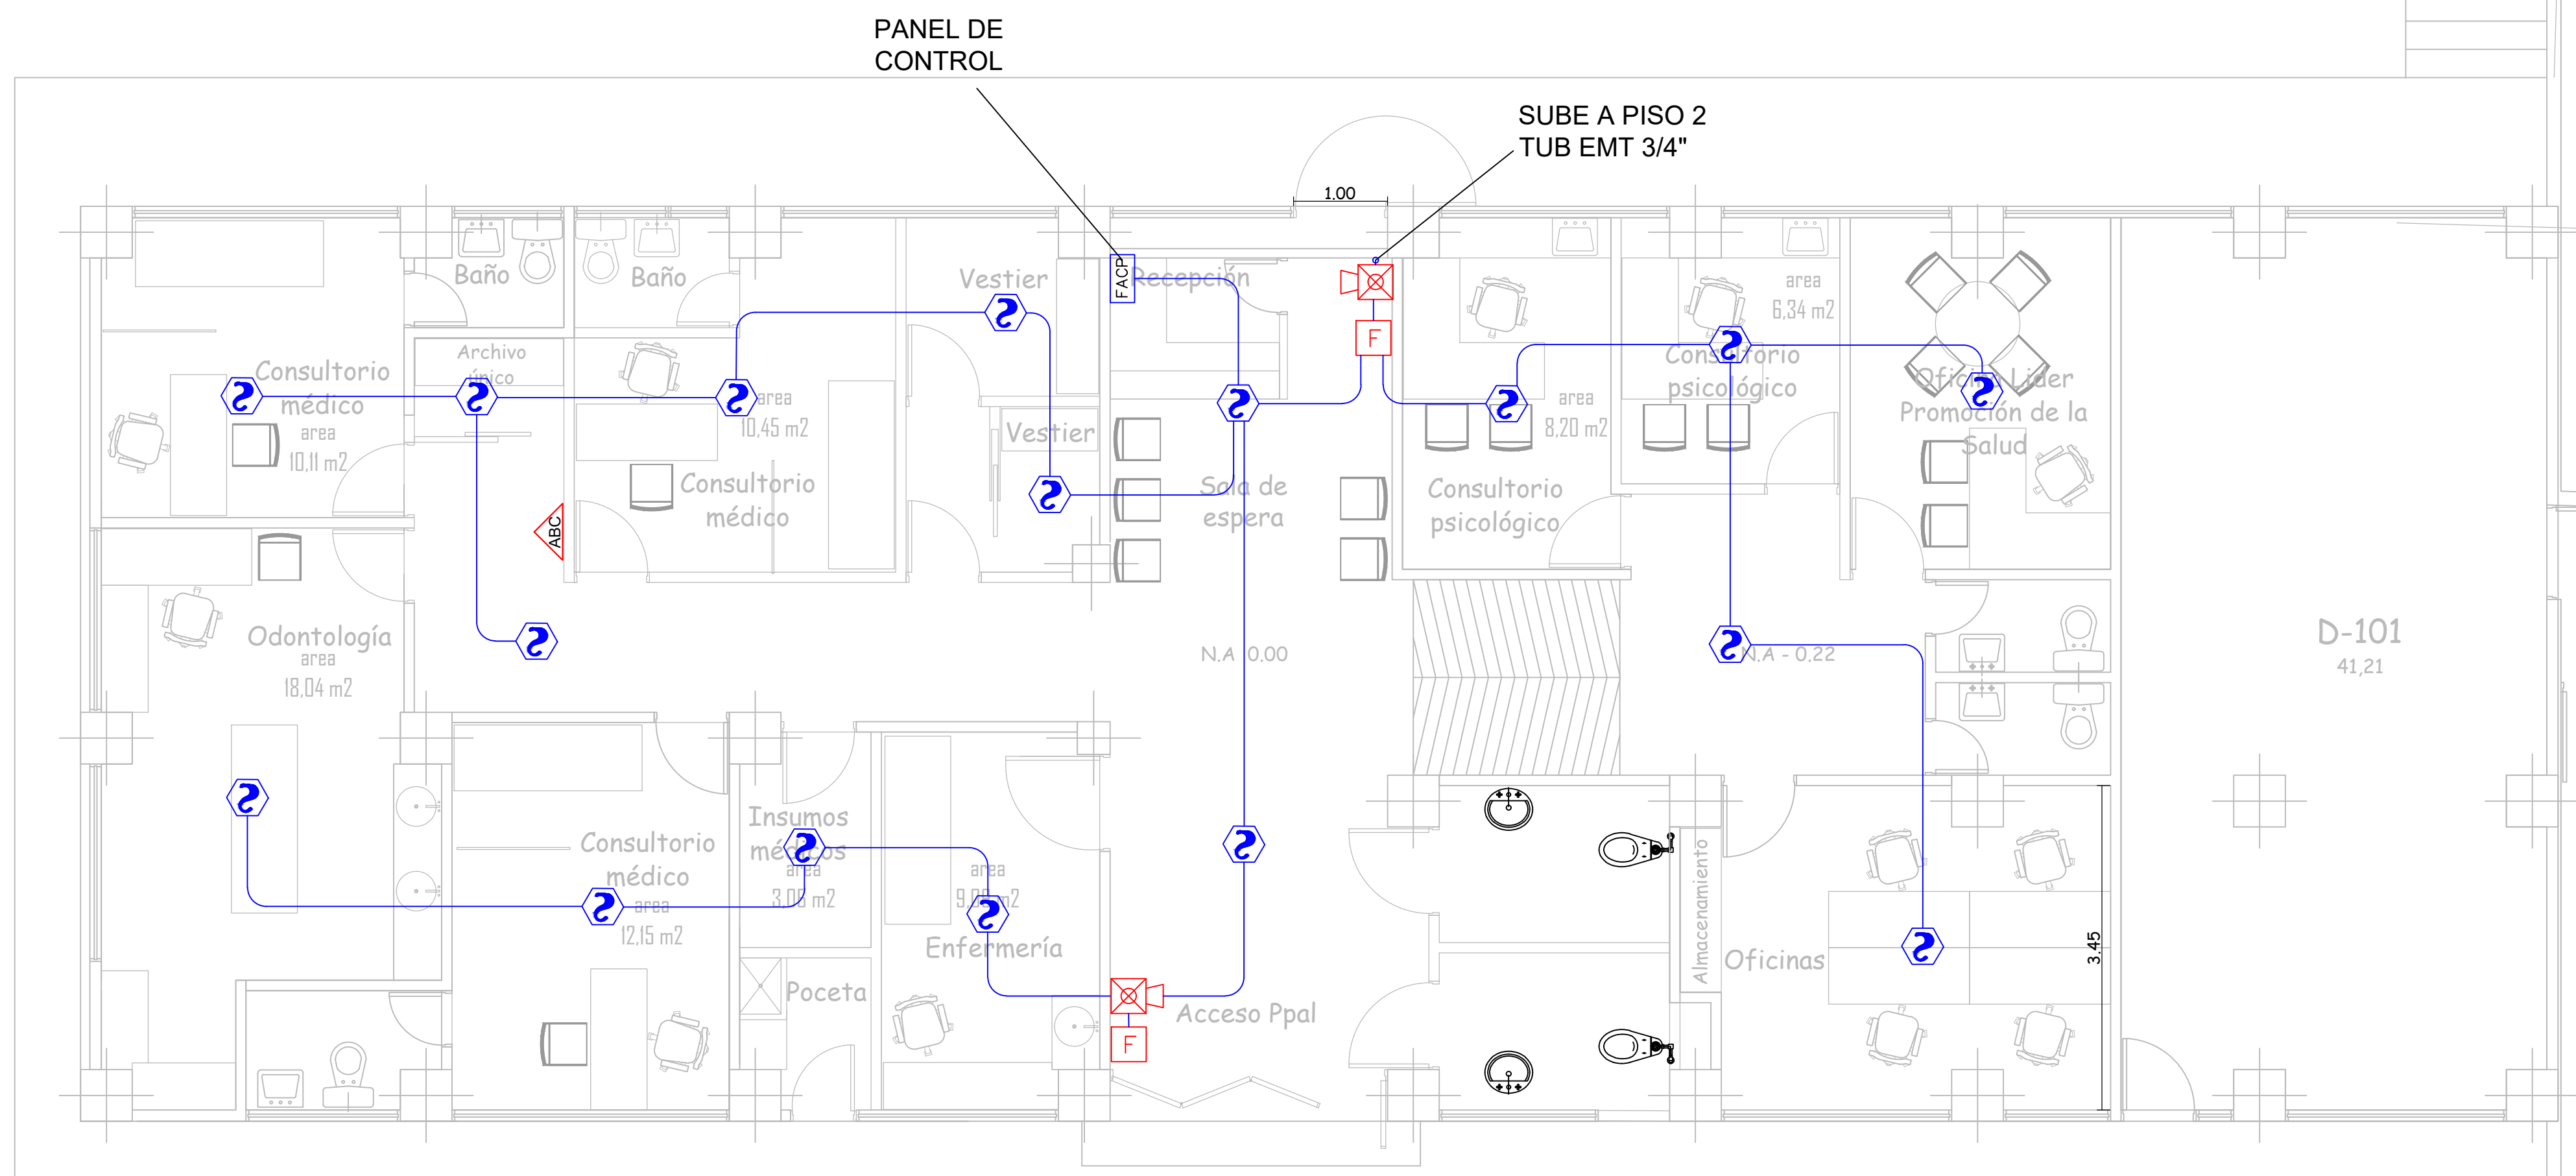 PANEL DE
CONTROL
SUBE A PISO 2
TUB EMT 3/4"
1.00
Baño
Baño
Vestier
FACP
Recepción
area
6,34 m2
F
Archivo
único
Consultorio
médico
area
10,11 m2
area
10,45 m2
Vestier
Consultorio
médico
ABC
Sala de
espera
area
8,20 m2
Consultorio
psicológico
Consultorio
psicológico
Oficina Lider
Promoción de la
Salud
Odontología
area
18,04 m2
N.A 0.00
N.A - 0.22
D-101
41,21
Insumos
médicos
area
m2
Consultorio
médico
area
12,15 m2
area
m2
Enfermería
Poceta
F
Acceso Ppal
Almacenamiento
Oficinas
3.45